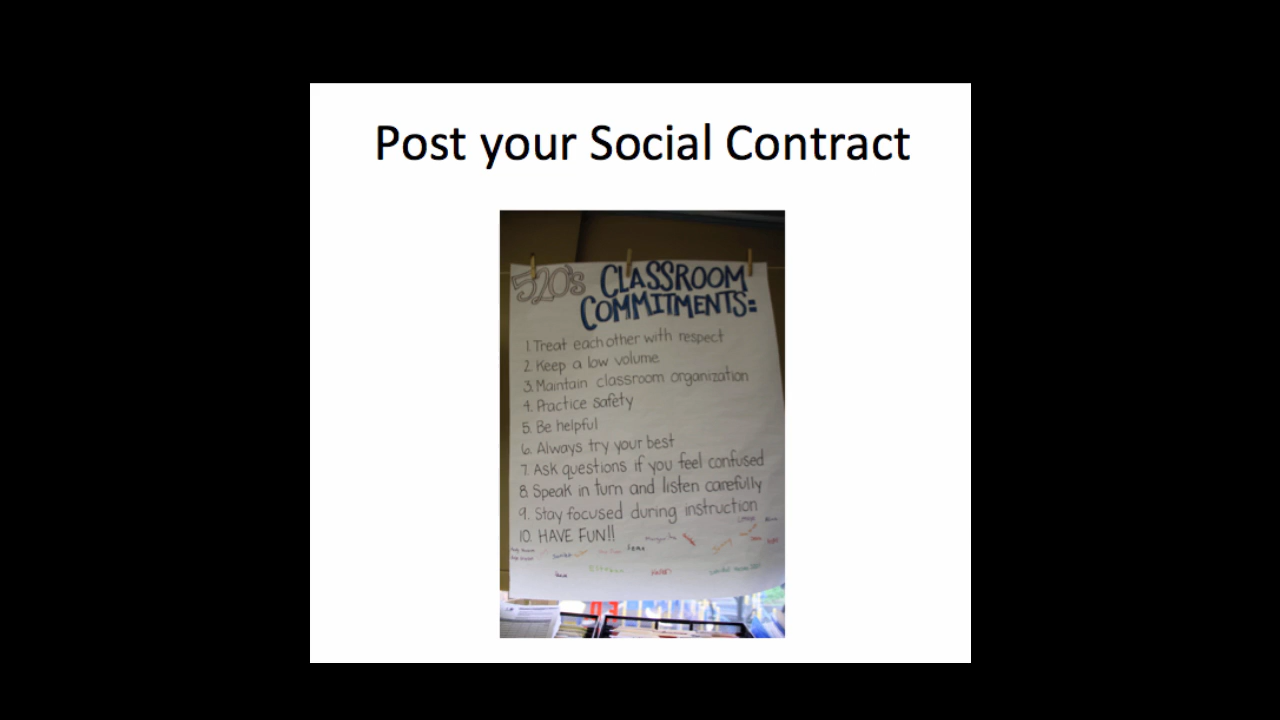 Post your Social Contract
520's CLASSROOM
COMMITMENTS:
1. Treat each other with respect
2. Keep a low volume
3. Maintain classroom organization
4. Practice safety
5. Be helpful
6. Always try your best
7. Ask questions if you feel confused
8. Speak in turn and listen carefully
9. Stay focused during instruction
10. HAVE FUN!!